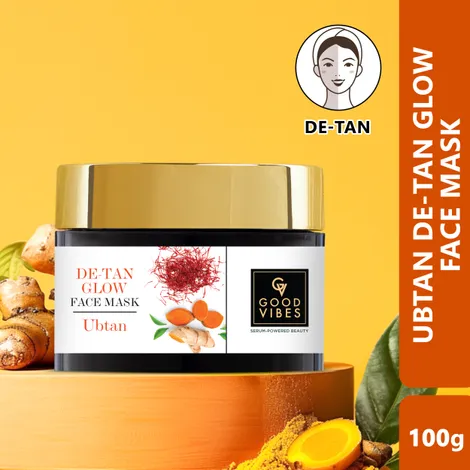 DE-TAN
DE-TAN
GLOW
FACE MASK
Ubtan
GV
GOOD
VIBES
SERUM-POWERED BEAUTY
UBTAN DE-TAN GLOW
FACE MASK
100g